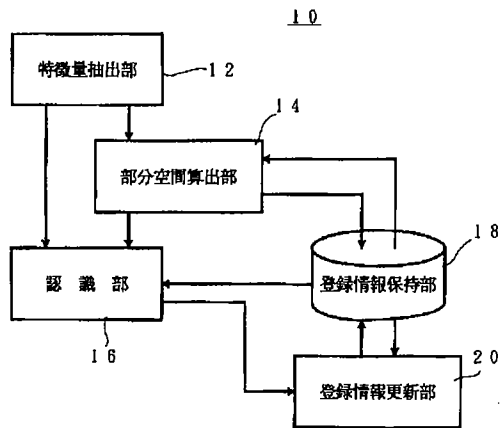 １０
特徴量抽出部
１２
１４
部分空間算出部
１８
登録情報保持部
認識部
１６
２０
登録情報更新部